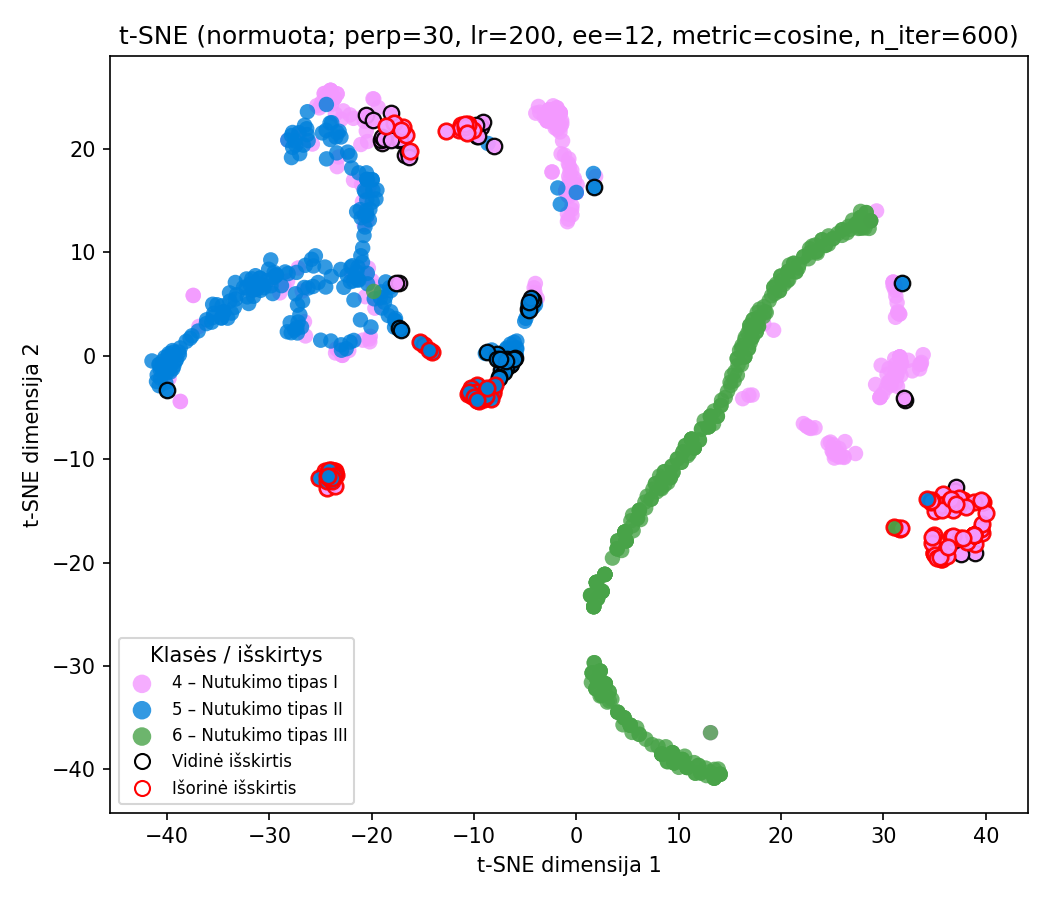 t-SNE (normuota; perp=30, lr=200, ee=12, metric=cosine, n_iter=600)
t-SNE dimensija 2
20
10
0
−10
−20
−30
−40
Klasės / išskirtys
4 – Nutukimo tipas I
5 – Nutukimo tipas II
6 – Nutukimo tipas III
Vidinė išskirtis
Išorinė išskirtis
−40 −30 −20 −10 0 10 20 30 40
t-SNE dimensija 1